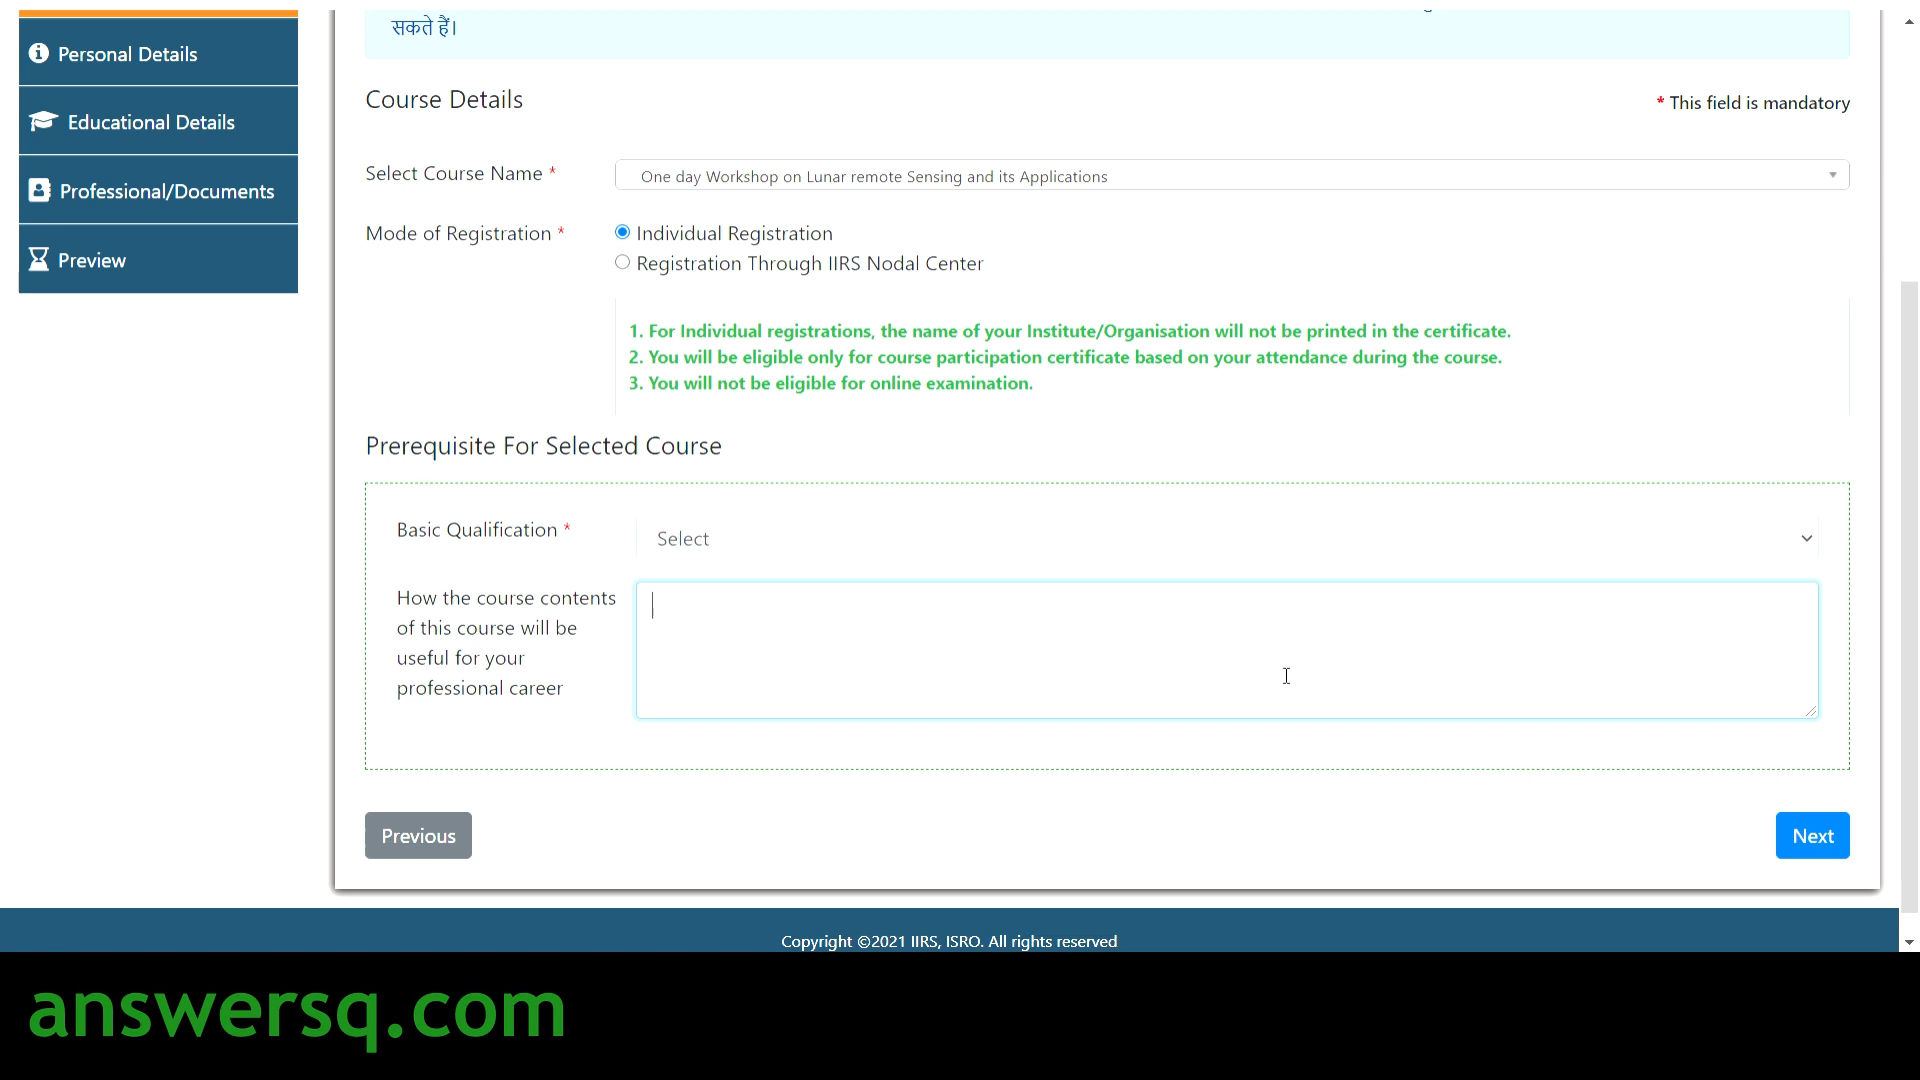 सकते हैं।
Personal Details
Educational Details
Professional/Documents
Preview
Course Details
* This field is mandatory
Select Course Name *
One day Workshop on Lunar remote Sensing and its Applications
Mode of Registration *
Individual Registration
Registration Through IIRS Nodal Center
1. For Individual registrations, the name of your Institute/Organisation will not be printed in the certificate.
2. You will be eligible only for course participation certificate based on your attendance during the course.
3. You will not be eligible for online examination.
Prerequisite For Selected Course
Basic Qualification *
Select
How the course contents
of this course will be
useful for your
professional career
Previous
Next
Copyright ©2021 IIRS, ISRO. All rights reserved
answersq.com